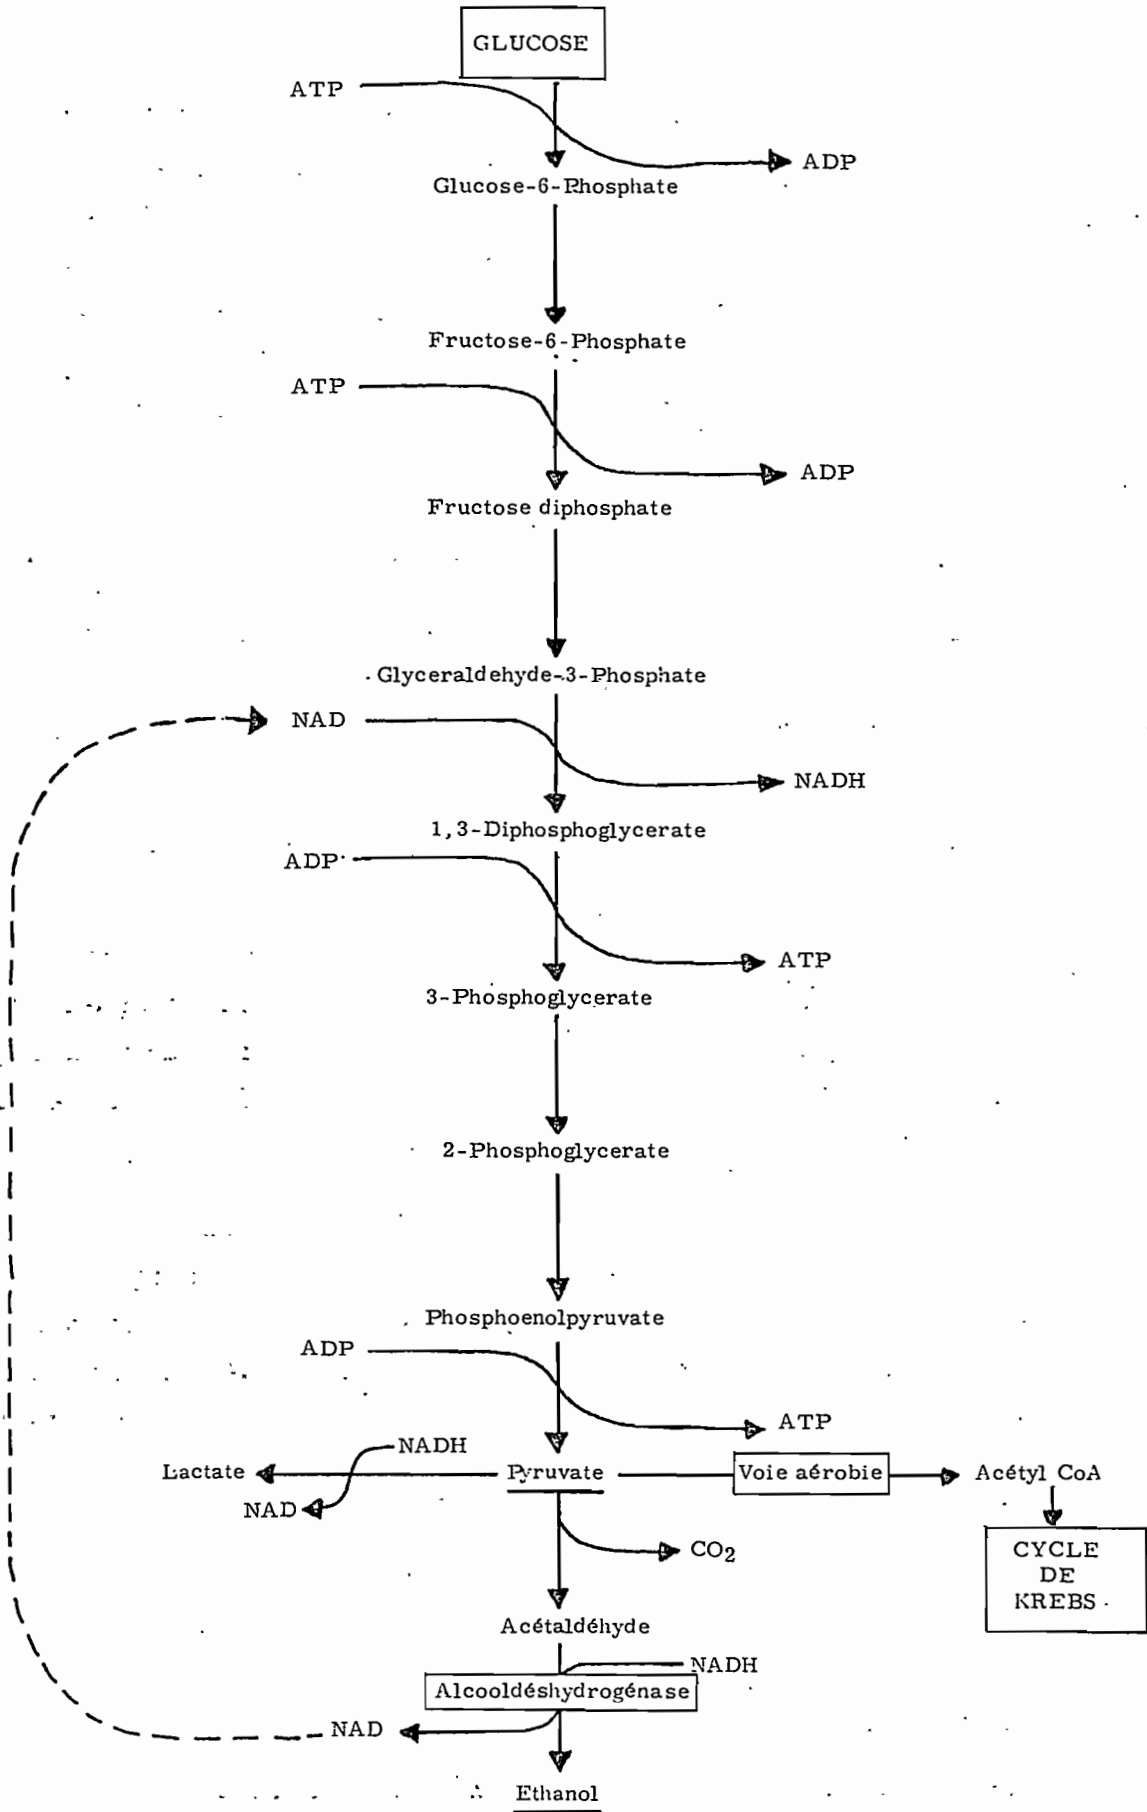 GLUCOSE
ATP
ADP
Glucose-6-Phosphate
Fructose-6-Phosphate
ATP
ADP
Fructose diphosphate
Glyceraldehyde-3-Phosphate
NAD
NADH
1,3-Diphosphoglycerate
ADP
ATP
3-Phosphoglycerate
2-Phosphoglycerate
Phosphoenolpyruvate
ADP
ATP
NADH
Lactate
Pyruvate
Voie aérobie
Acétyl CoA
NAD
CO2
CYCLE
DE
KREBS
Acétaldéhyde
NADH
Alcooldéshydrogénase
NAD
Ethanol